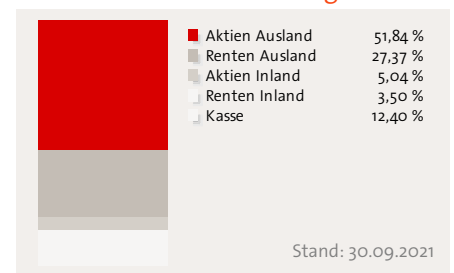 Aktien Ausland 51,84 %
Renten Ausland 27,37 %
Aktien Inland 5,04 %
Renten Inland 3,50 %
Kasse 12,40 %
Stand: 30.09.2021